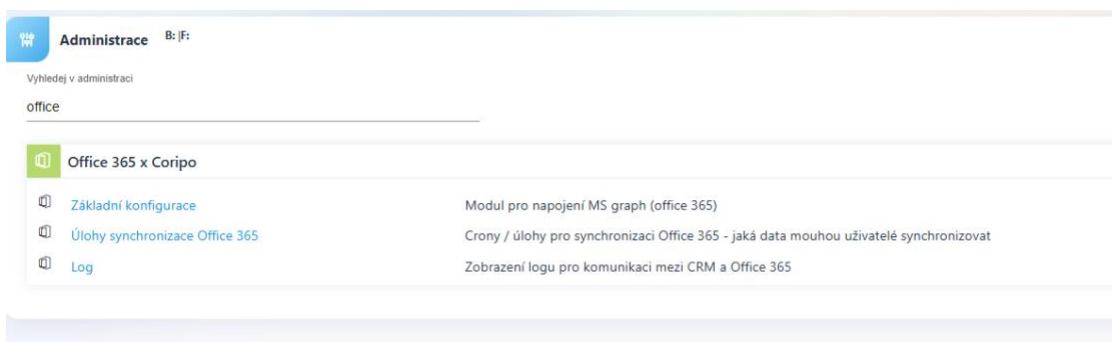 Administrace B: |F:
Vyhledej v administraci
office
Office 365 x Coripo
Základní konfigurace Modul pro napojení MS graph (office 365)
Úlohy synchronizace Office 365 Crony / úlohy pro synchronizaci Office 365 - jaká data mouhou uživatelé synchronizovat
Log Zobrazení logu pro komunikaci mezi CRM a Office 365